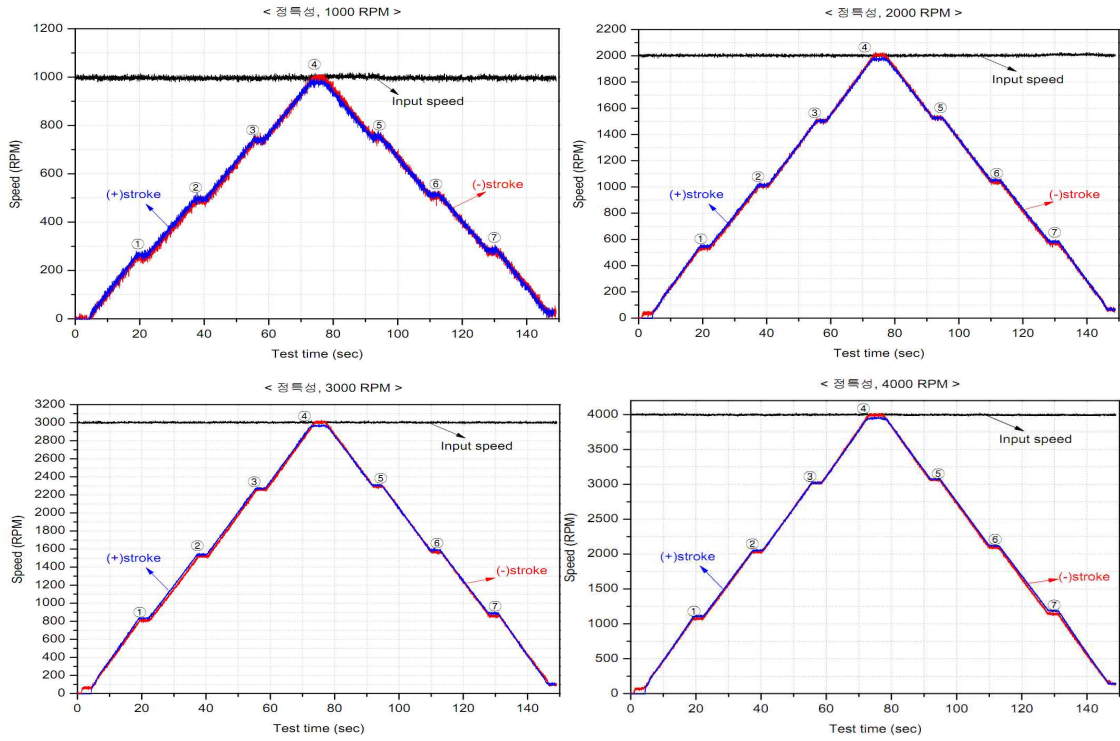 < 정특성, 1000 RPM >
1200
1000
800
600
400
200
0
Speed (RPM)
①
②
③
④
⑤
⑥
⑦
Input speed
(+)stroke
(-)stroke
0 20 40 60 80 100 120 140
Test time (sec)
< 정특성, 2000 RPM >
2200
2000
1800
1600
1400
1200
1000
800
600
400
200
0
Speed (RPM)
①
②
③
④
⑤
⑥
⑦
Input speed
(+)stroke
(-)stroke
0 20 40 60 80 100 120 140
Test time (sec)
< 정특성, 3000 RPM >
3200
3000
2800
2600
2400
2200
2000
1800
1600
1400
1200
1000
800
600
400
200
0
Speed (RPM)
①
②
③
④
⑤
⑥
⑦
Input speed
(+)stroke
(-)stroke
0 20 40 60 80 100 120 140
Test time (sec)
< 정특성, 4000 RPM >
4000
3500
3000
2500
2000
1500
1000
500
0
Speed (RPM)
①
②
③
④
⑤
⑥
⑦
Input speed
(+)stroke
(-)stroke
0 20 40 60 80 100 120 140
Test time (sec)